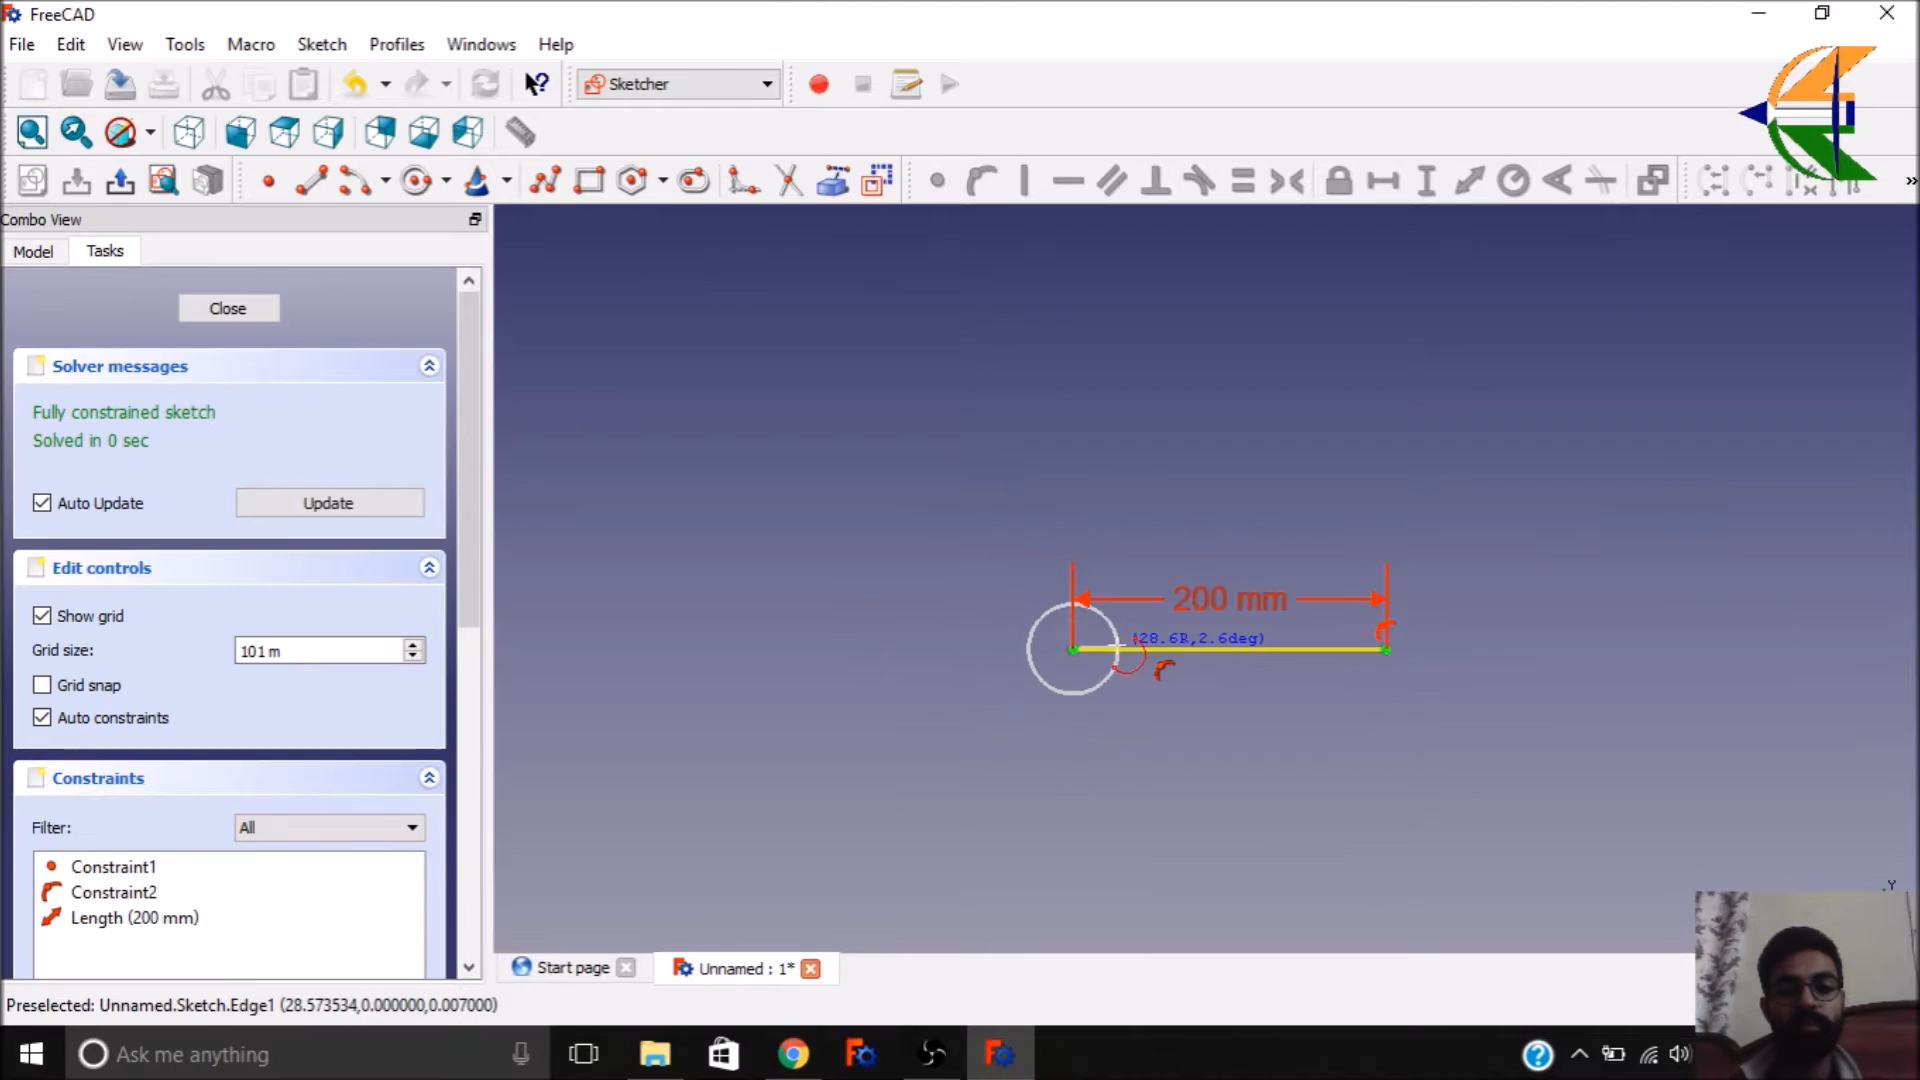 FreeCAD
File Edit View Tools Macro Sketch Profiles Windows Help
Sketcher
Combo View
Model Tasks
Close
Solver messages
Fully constrained sketch
Solved in 0 sec
Auto Update Update
Edit controls
Show grid
Grid size: 101 m
Grid snap
Auto constraints
Constraints
Filter: All
Constraint1
Constraint2
Length (200 mm)
200 mm
(28.6R,2.6deg)
Y
Start page Unnamed : 1*
Preselected: Unnamed.Sketch.Edge1 (28.573534,0.000000,0.007000)
Ask me anything